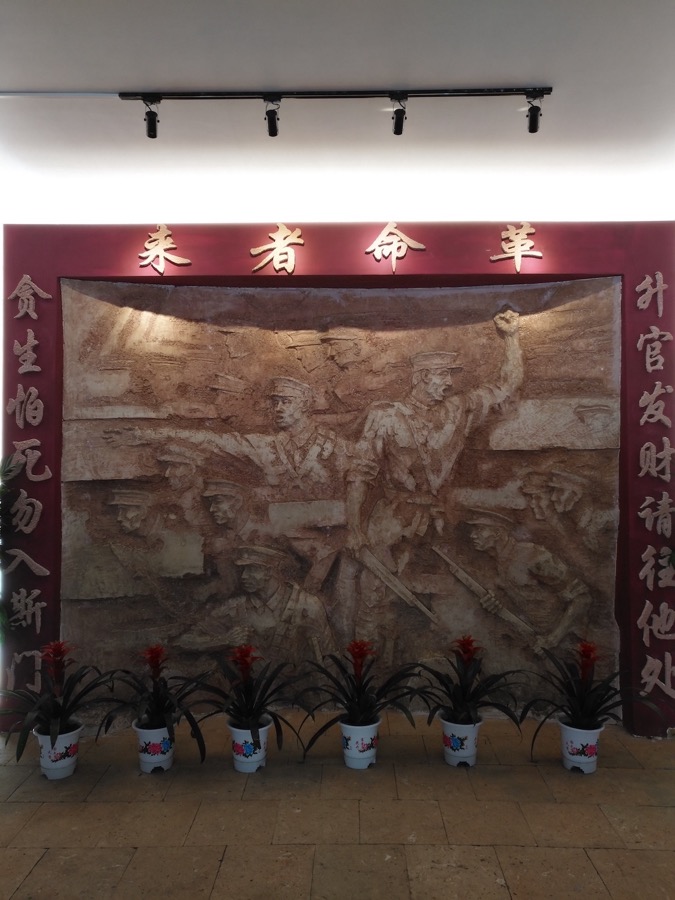 革命者来
升官发财请往他处
贪生怕死勿入斯门